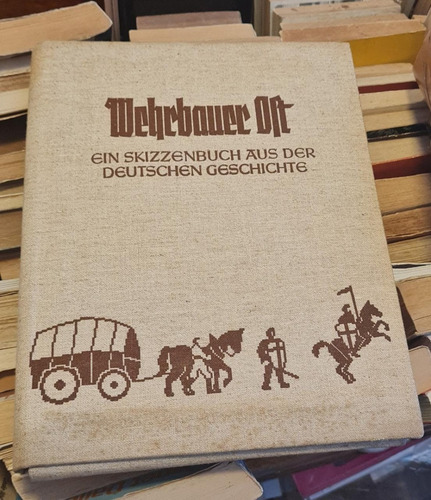 Wehrbauer Ost
EIN SKIZZENBUCH AUS DER
DEUTSCHEN GESCHICHTE